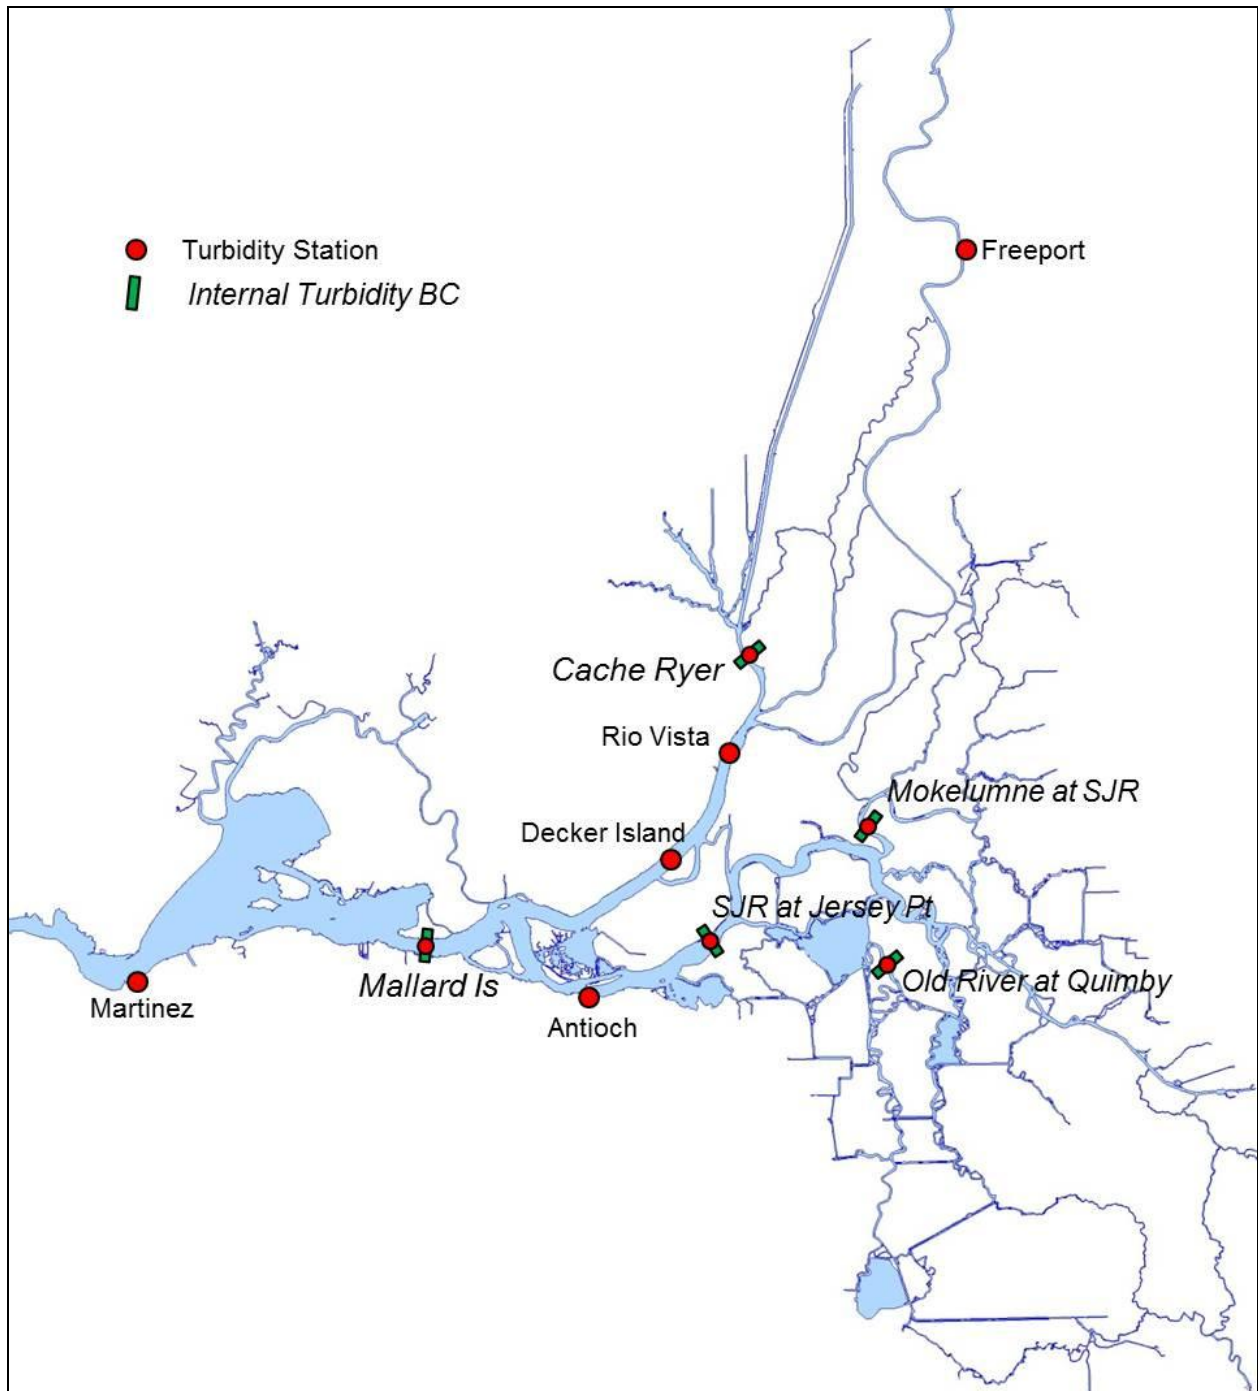 Turbidity Station
Freeport
Internal Turbidity BC
Cache Ryer
Rio Vista
Mokelumne at SJR
Decker Island
SJR at Jersey Pt
Old River at Quimby
Mallard Is
Martinez
Antioch